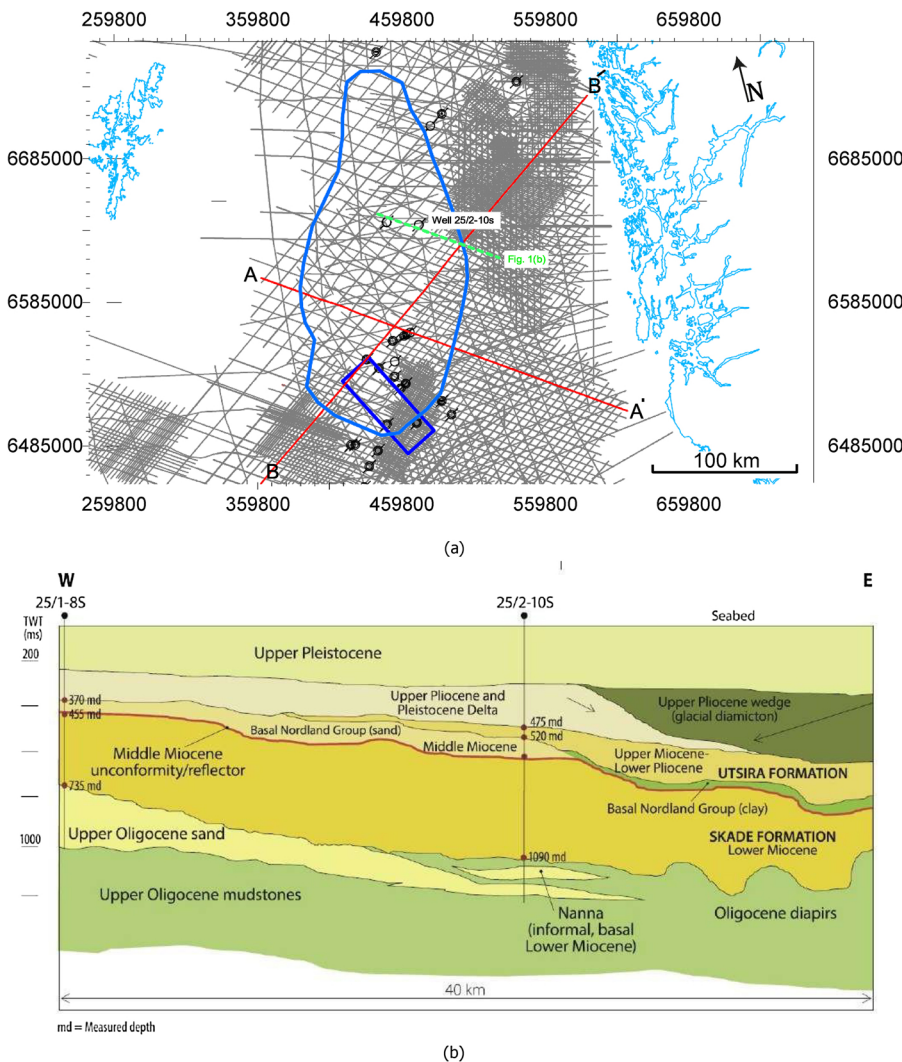 259800 359800 459800 559800 659800
B´
N
6685000 6685000
Well 25/2-10s
Fig. 1(b)
A
6585000 6585000
A´
6485000 6485000
B
100 km
259800 359800 459800 559800 659800
(a)
W E
25/1-8S 25/2-10S Seabed
TWT
(ms)
200
Upper Pleistocene
Upper Pliocene and
Pleistocene Delta
Upper Pliocene wedge
(glacial diamicton)
370 md
455 md
475 md
520 md
Basal Nordland Group (sand)
Middle Miocene
Middle Miocene
unconformity/reflector
Upper Miocene-
Lower Pliocene
UTSIRA FORMATION
735 md
Basal Nordland Group (clay)
Upper Oligocene sand
SKADE FORMATION
Lower Miocene
1000
1090 md
Upper Oligocene mudstones
Nanna
(informal, basal
Lower Miocene)
Oligocene diapirs
40 km
md = Measured depth
(b)